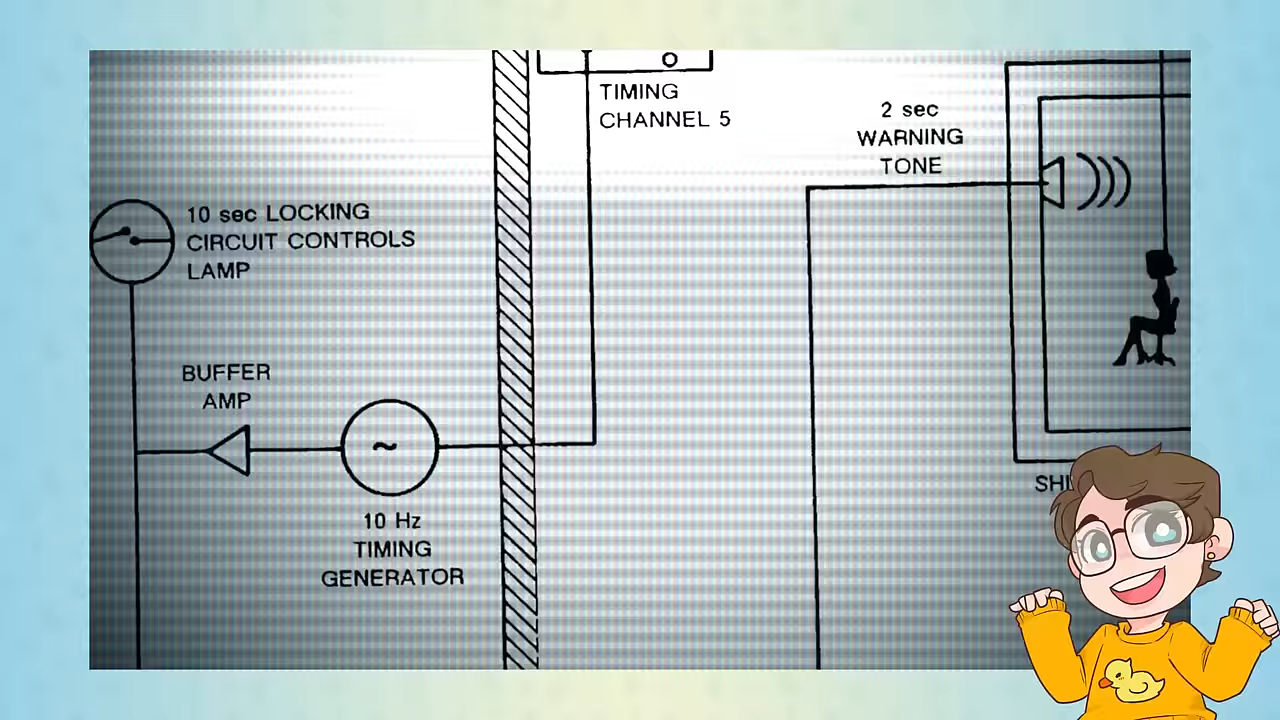 TIMING
CHANNEL 5
2 sec
WARNING
TONE
10 sec LOCKING
CIRCUIT CONTROLS
LAMP
BUFFER
AMP
10 Hz
TIMING
GENERATOR